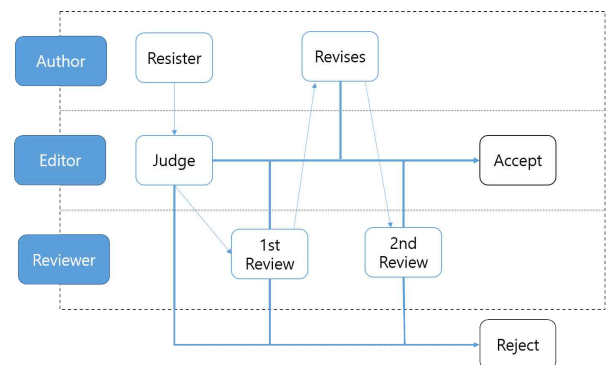 Author
Resister
Revises
Editor
Judge
Accept
Reviewer
1st
Review
2nd
Review
Reject